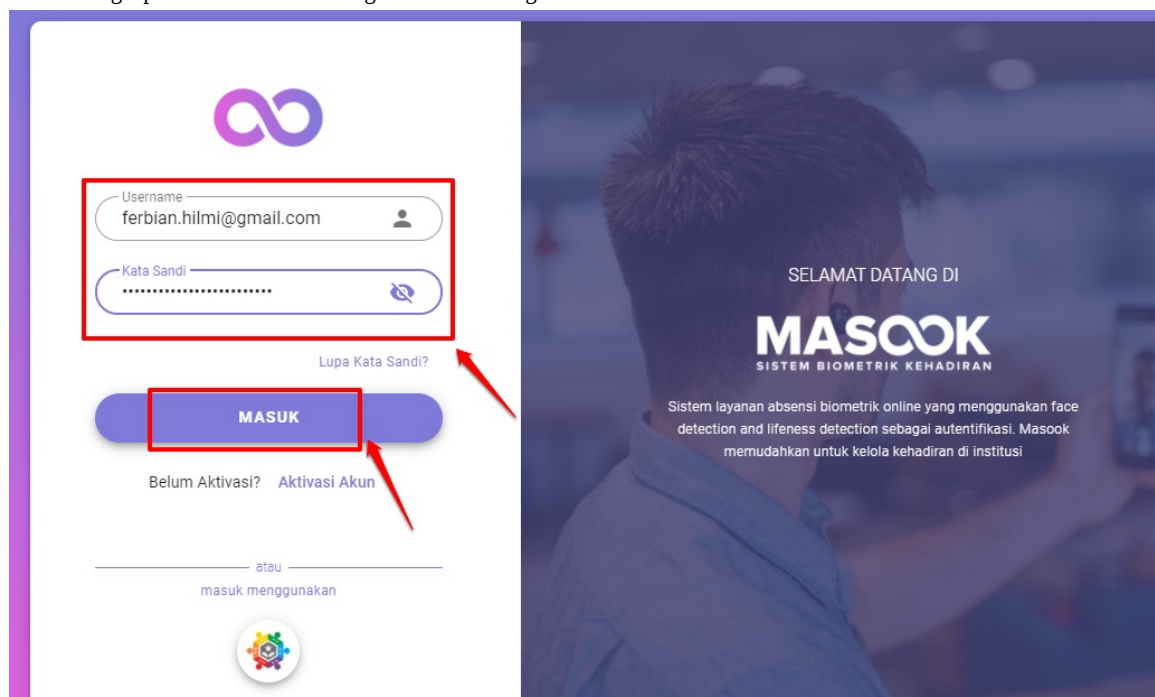 Username
ferbian.hilmi@gmail.com
Kata Sandi
Lupa Kata Sandi?
MASUK
Belum Aktivasi? Aktivasi Akun
atau
masuk menggunakan
SELAMAT DATANG DI
MASOOK
SISTEM BIOMETRIK KEHADIRAN
Sistem layanan absensi biometrik online yang menggunakan face
detection and lifeness detection sebagai autentifikasi. Masook
memudahkan untuk kelola kehadiran di institusi